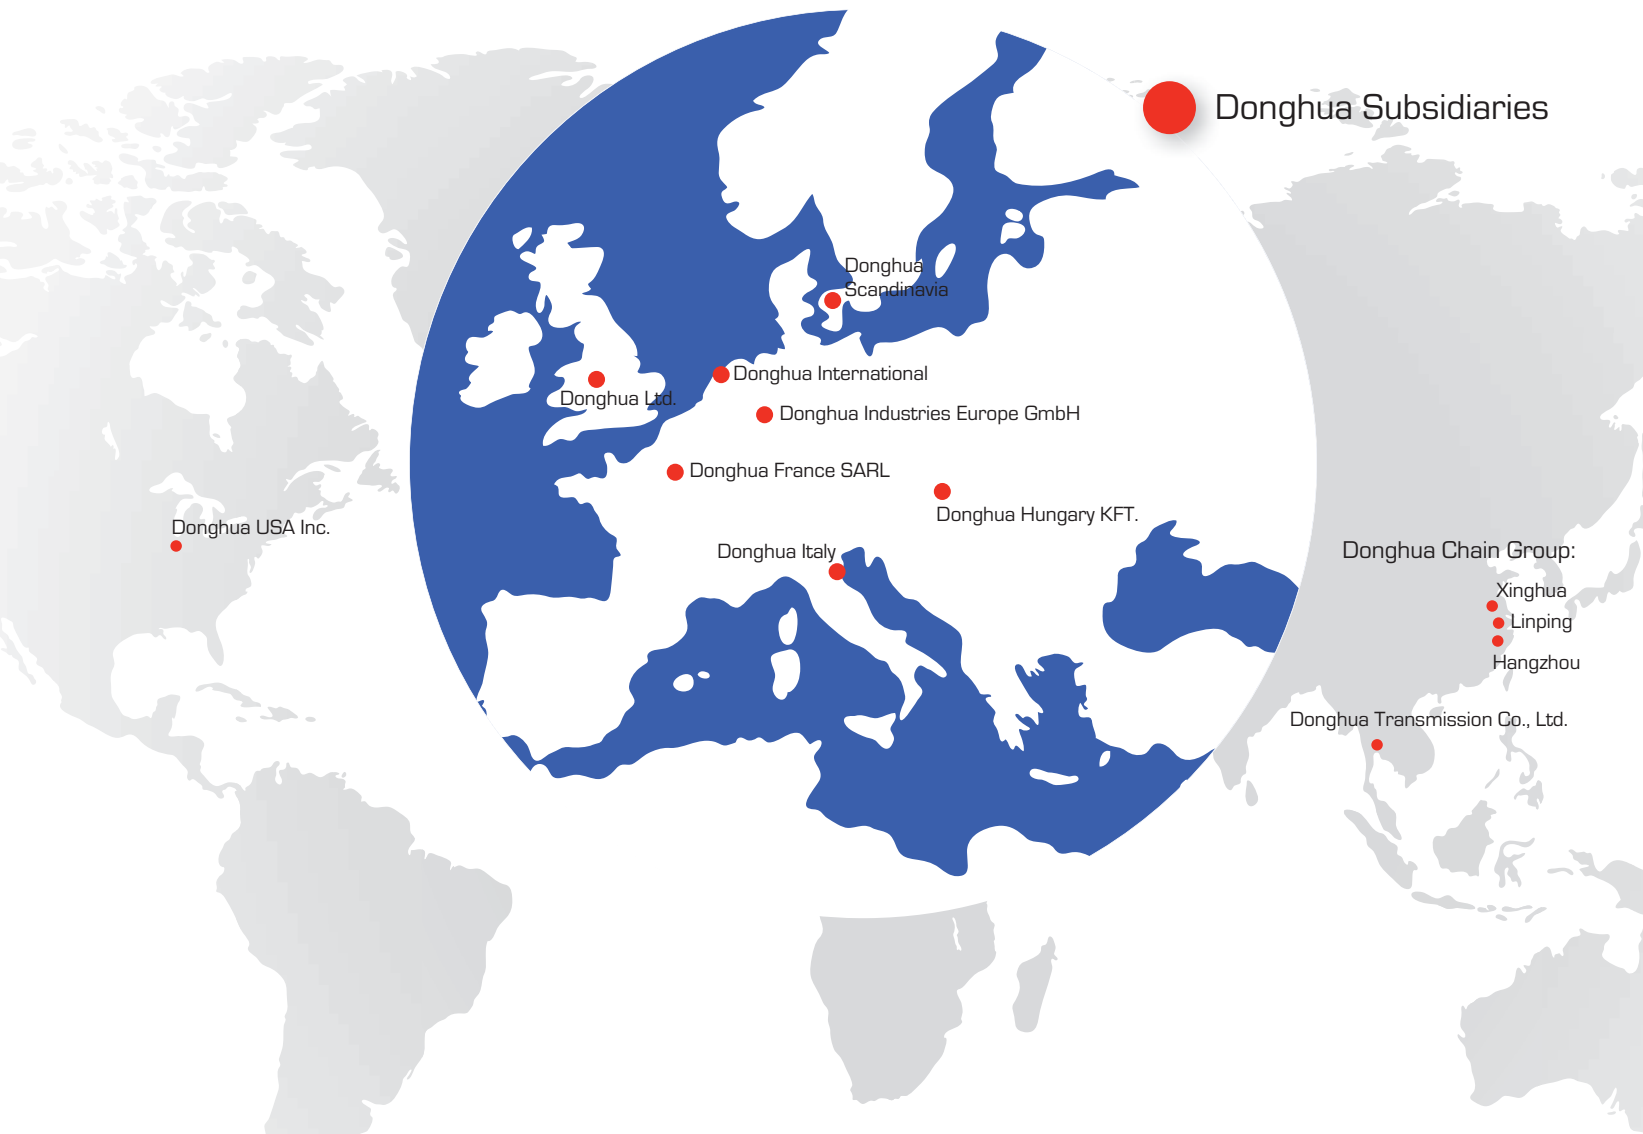 Donghua Subsidiaries
Donghua
Scandinavia
Donghua International
Donghua Ltd.
Donghua Industries Europe GmbH
Donghua France SARL
Donghua Hungary KFT.
Donghua USA Inc.
Donghua Italy
Donghua Chain Group:
Xinghua
Linping
Hangzhou
Donghua Transmission Co., Ltd.